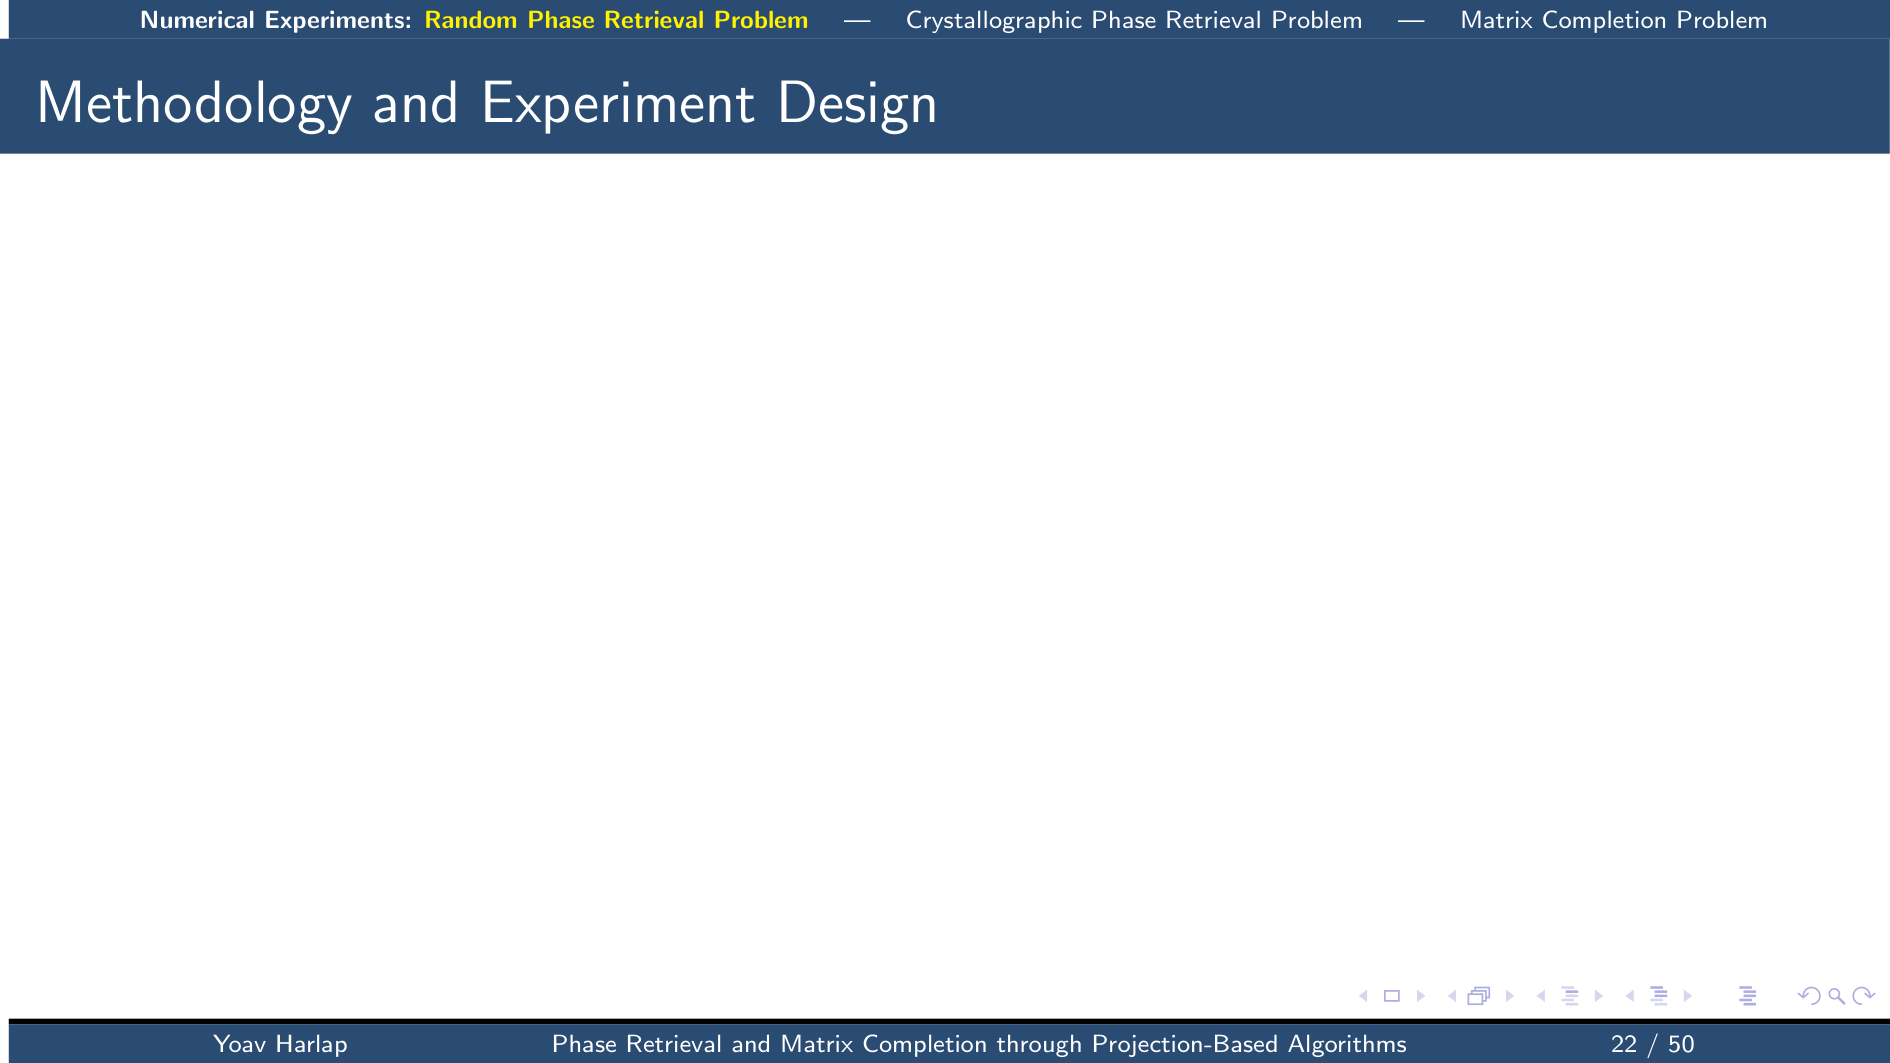 Numerical Experiments: Random Phase Retrieval Problem — Crystallographic Phase Retrieval Problem — Matrix Completion Problem
Methodology and Experiment Design
Yoav Harlap Phase Retrieval and Matrix Completion through Projection-Based Algorithms 22 / 50